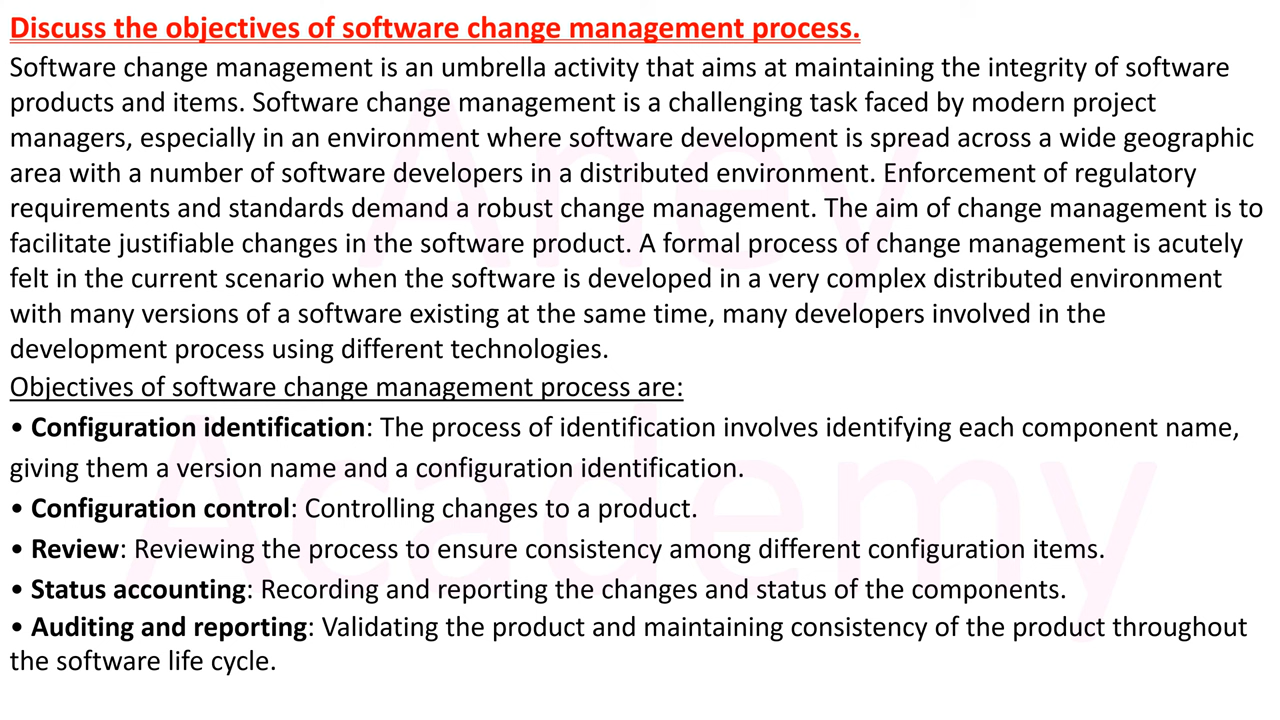 Discuss the objectives of software change management process.
Software change management is an umbrella activity that aims at maintaining the integrity of software
products and items. Software change management is a challenging task faced by modern project
managers, especially in an environment where software development is spread across a wide geographic
area with a number of software developers in a distributed environment. Enforcement of regulatory
requirements and standards demand a robust change management. The aim of change management is to
facilitate justifiable changes in the software product. A formal process of change management is acutely
felt in the current scenario when the software is developed in a very complex distributed environment
with many versions of a software existing at the same time, many developers involved in the
development process using different technologies.
Objectives of software change management process are:
• Configuration identification: The process of identification involves identifying each component name,
giving them a version name and a configuration identification.
• Configuration control: Controlling changes to a product.
• Review: Reviewing the process to ensure consistency among different configuration items.
• Status accounting: Recording and reporting the changes and status of the components.
• Auditing and reporting: Validating the product and maintaining consistency of the product throughout
the software life cycle.
Aney
Academy